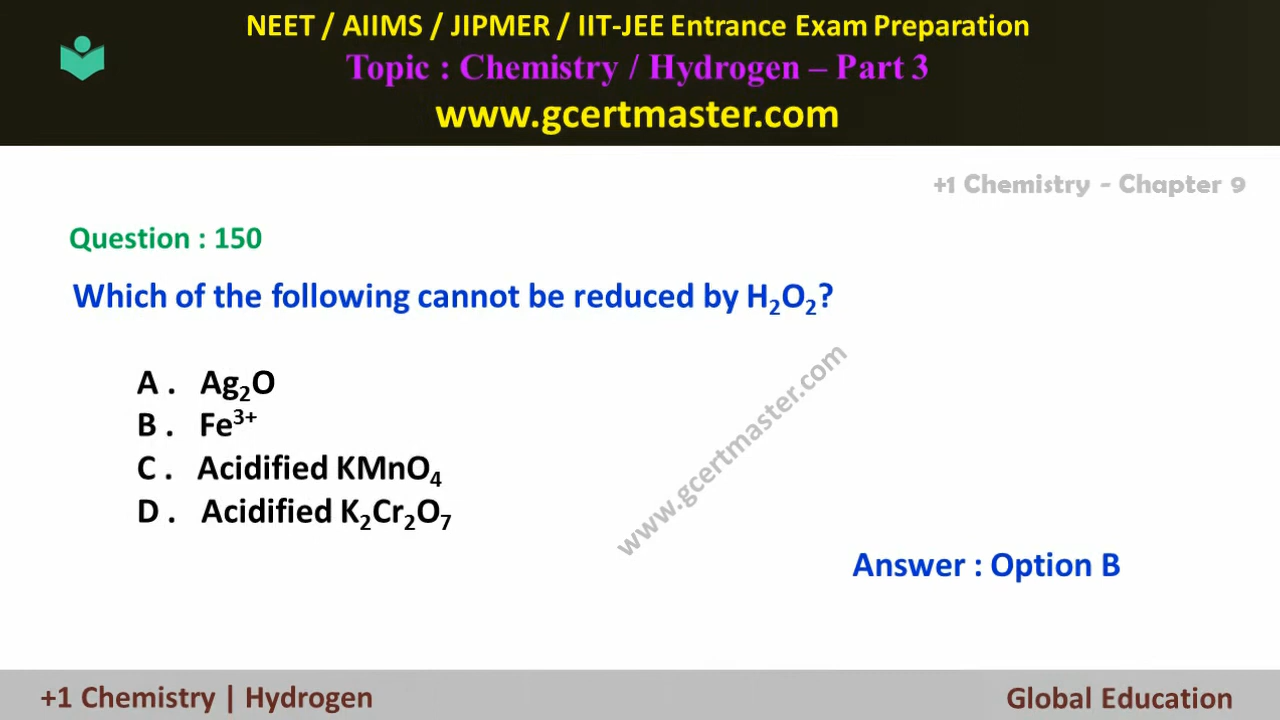 NEET / AIIMS / JIPMER / IIT-JEE Entrance Exam Preparation
Topic : Chemistry / Hydrogen – Part 3
www.gcertmaster.com
+1 Chemistry - Chapter 9
Question : 150
Which of the following cannot be reduced by H₂O₂?
A . Ag₂O
B . Fe³⁺
C . Acidified KMnO₄
D . Acidified K₂Cr₂O₇
www.gcertmaster.com
Answer : Option B
+1 Chemistry | Hydrogen
Global Education